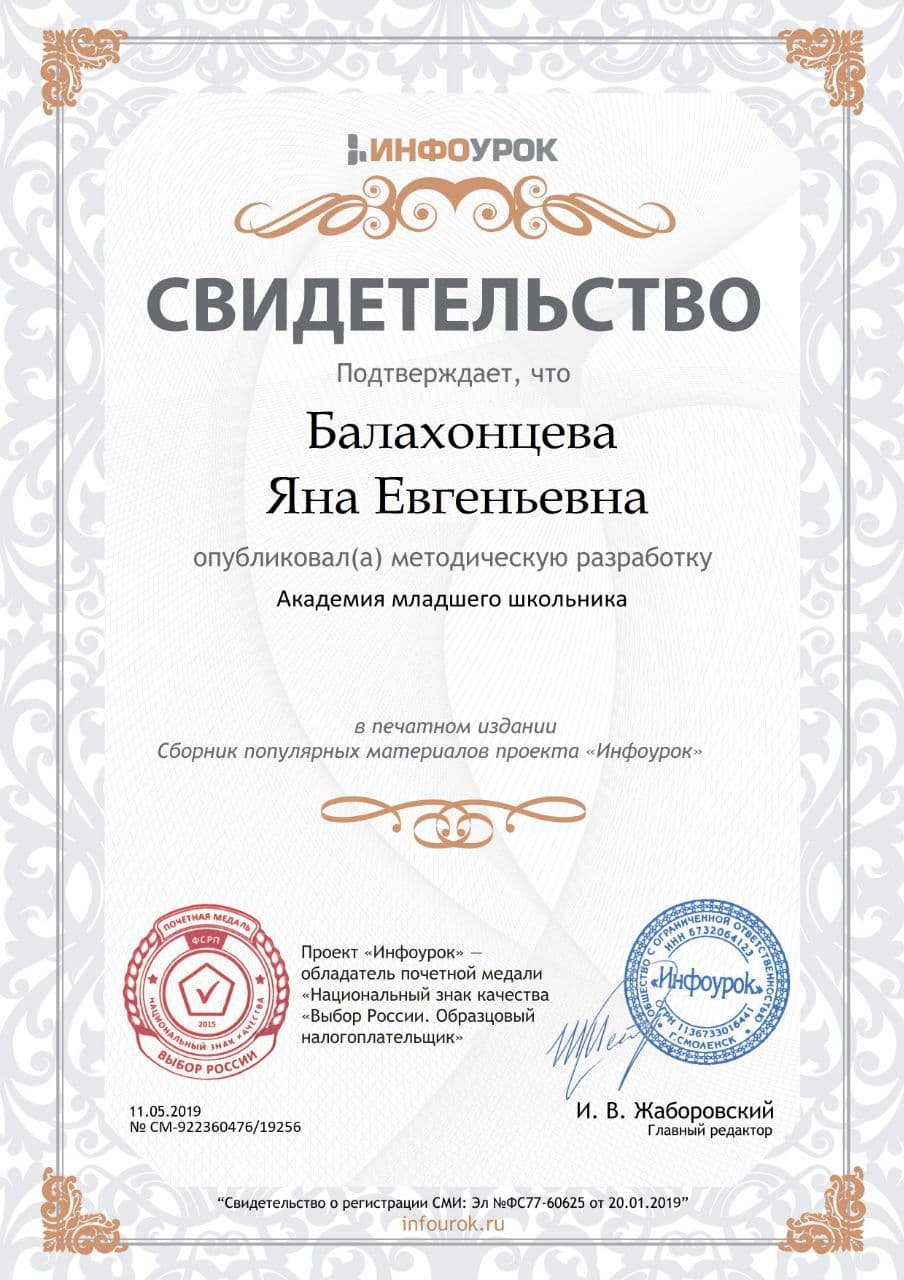 ИНФОУРОК
СВИДЕТЕЛЬСТВО
Подтверждает, что
Балахонцева
Яна Евгеньевна
опубликовал(а) методическую разработку
Академия младшего школьника
в печатном издании
Сборник популярных материалов проекта «Инфоурок»
ПОЧЁТНАЯ МЕДАЛЬ
ФСРП
2015
НАЦИОНАЛЬНЫЙ ЗНАК КАЧЕСТВА
ВЫБОР РОССИИ
Проект «Инфоурок» —
обладатель почетной медали
«Национальный знак качества
«Выбор России. Образцовый
налогоплательщик»
ОБЩЕСТВО С ОГРАНИЧЕННОЙ ОТВЕТСТВЕННОСТЬЮ
ИНН 6732064123
«Инфоурок»
ОГРН 1136733016441
Г.СМОЛЕНСК
11.05.2019
№ СМ-922360476/19256
И. В. Жаборовский
Главный редактор
“Свидетельство о регистрации СМИ: Эл №ФС77-60625 от 20.01.2019”
infourok.ru